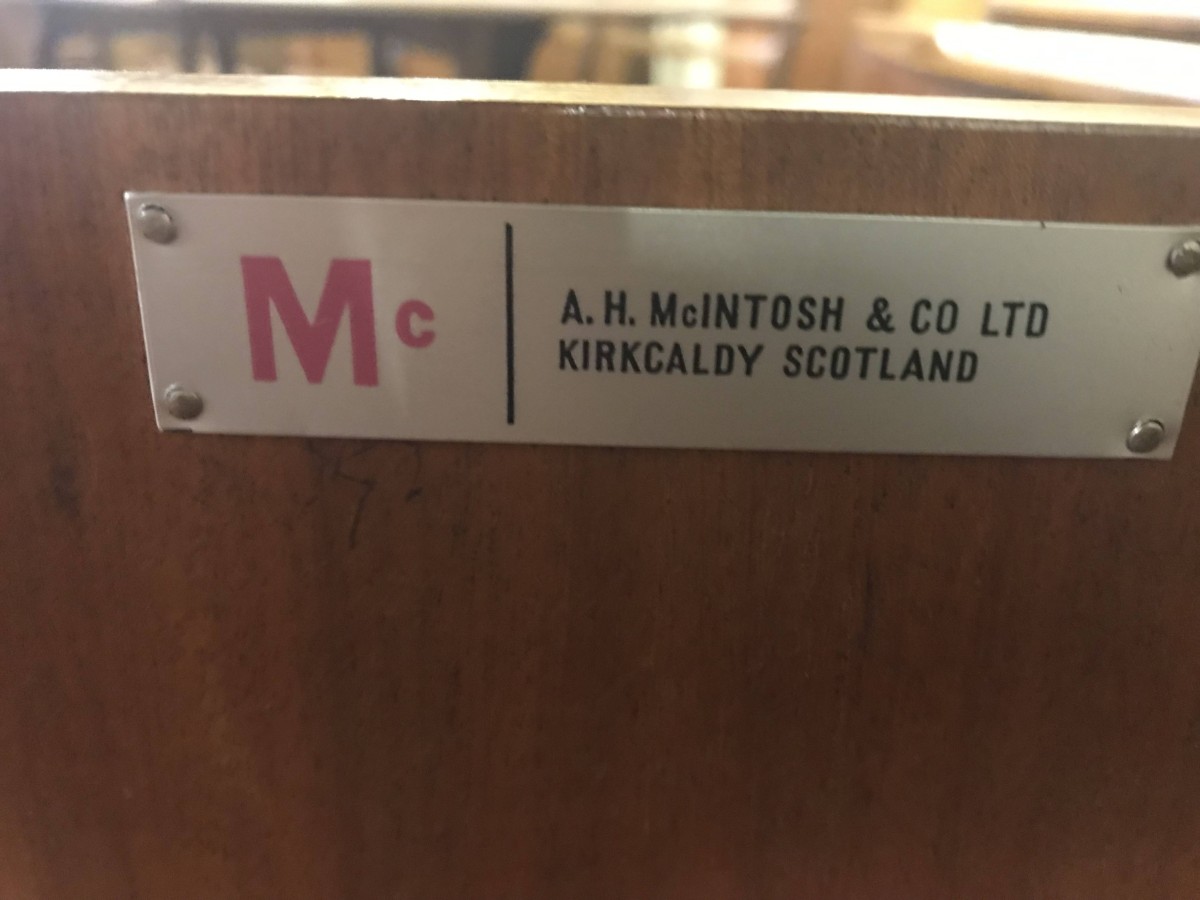 Mc
A. H. McINTOSH & CO LTD
KIRKCALDY SCOTLAND